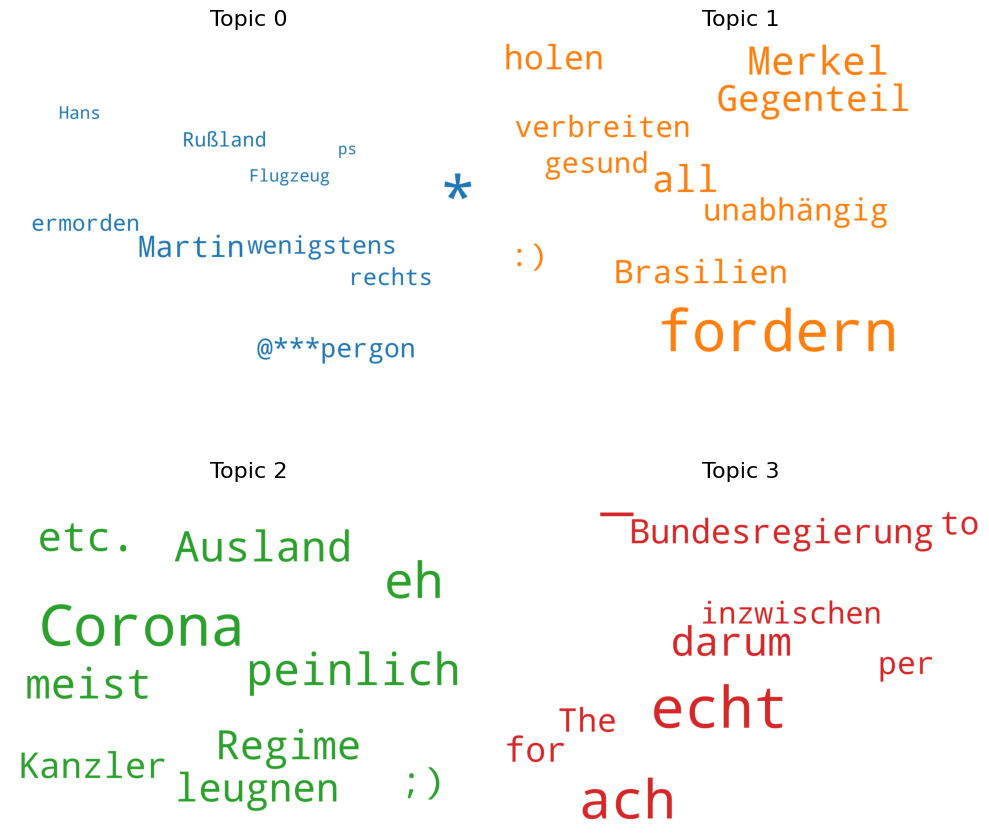 Topic 0
Hans
Rußland
ps
Flugzeug
*
ermorden
Martin
wenigstens
rechts
@***pergon
Topic 1
holen
Merkel
Gegenteil
verbreiten
gesund
all
unabhängig
:)
Brasilien
fordern
Topic 2
etc.
Ausland
eh
Corona
peinlich
meist
Regime
Kanzler
leugnen
;)
Topic 3
—
Bundesregierung
to
inzwischen
darum
per
echt
The
for
ach